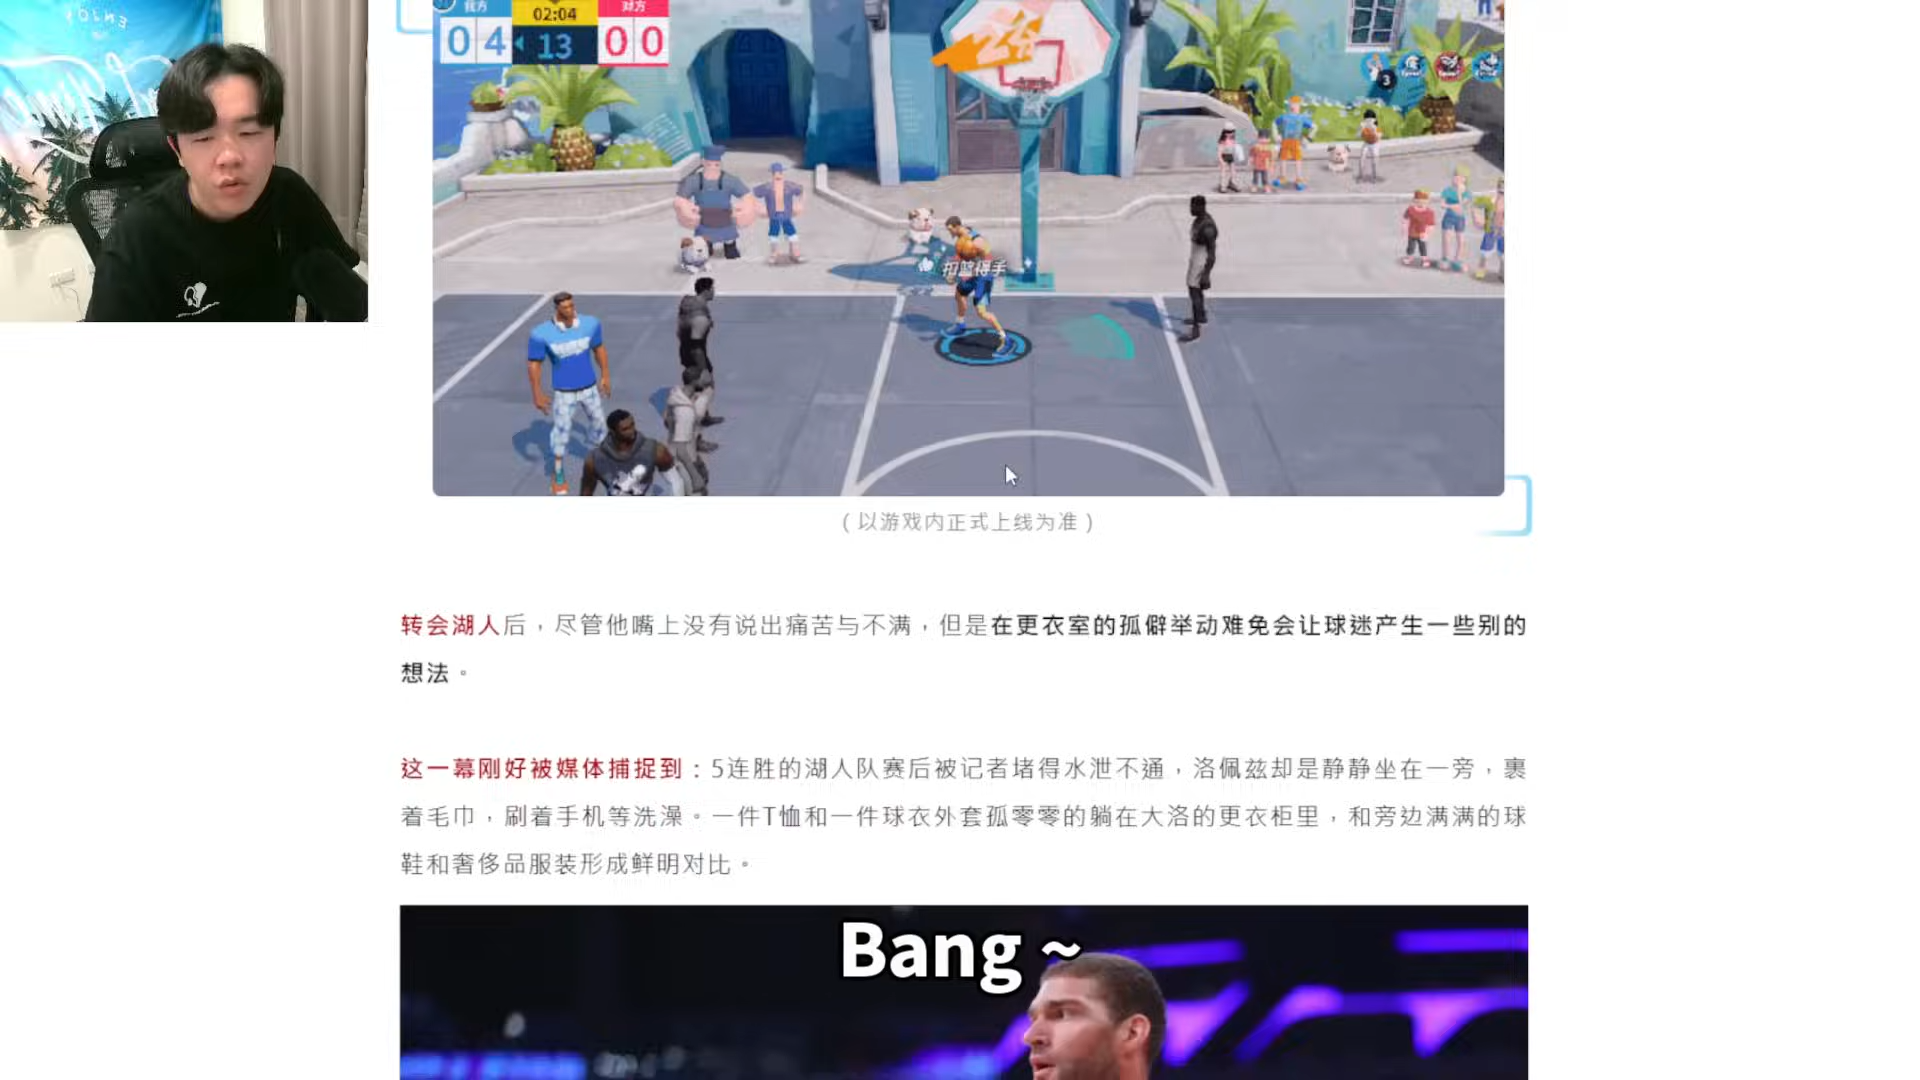 我方
02:04
对方
04
13
00
2分
3
扣篮得手
(以游戏内正式上线为准)
转会湖人后，尽管他嘴上没有说出痛苦与不满，但是在更衣室的孤僻举动难免会让球迷产生一些别的
想法。
这一幕刚好被媒体捕捉到：5连胜的湖人队赛后被记者堵得水泄不通，洛佩兹却是静静坐在一旁，裹
着毛巾，刷着手机等洗澡。一件T恤和一件球衣外套孤零零的躺在大洛的更衣柜里，和旁边满满的球
鞋和奢侈品服装形成鲜明对比。
Bang ~